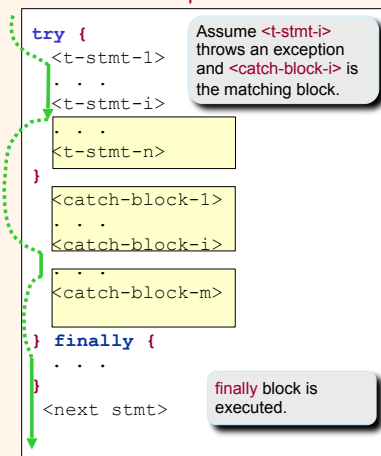 try {
Assume <t-stmt-i>
throws an exception
and <catch-block-i> is
the matching block.
<t-stmt-1>
. . .
<t-stmt-i>
. . .
<t-stmt-n>
}
<catch-block-1>
. . .
<catch-block-i>
. . .
<catch-block-m>
} finally {
. . .
}
finally block is
executed.
<next stmt>